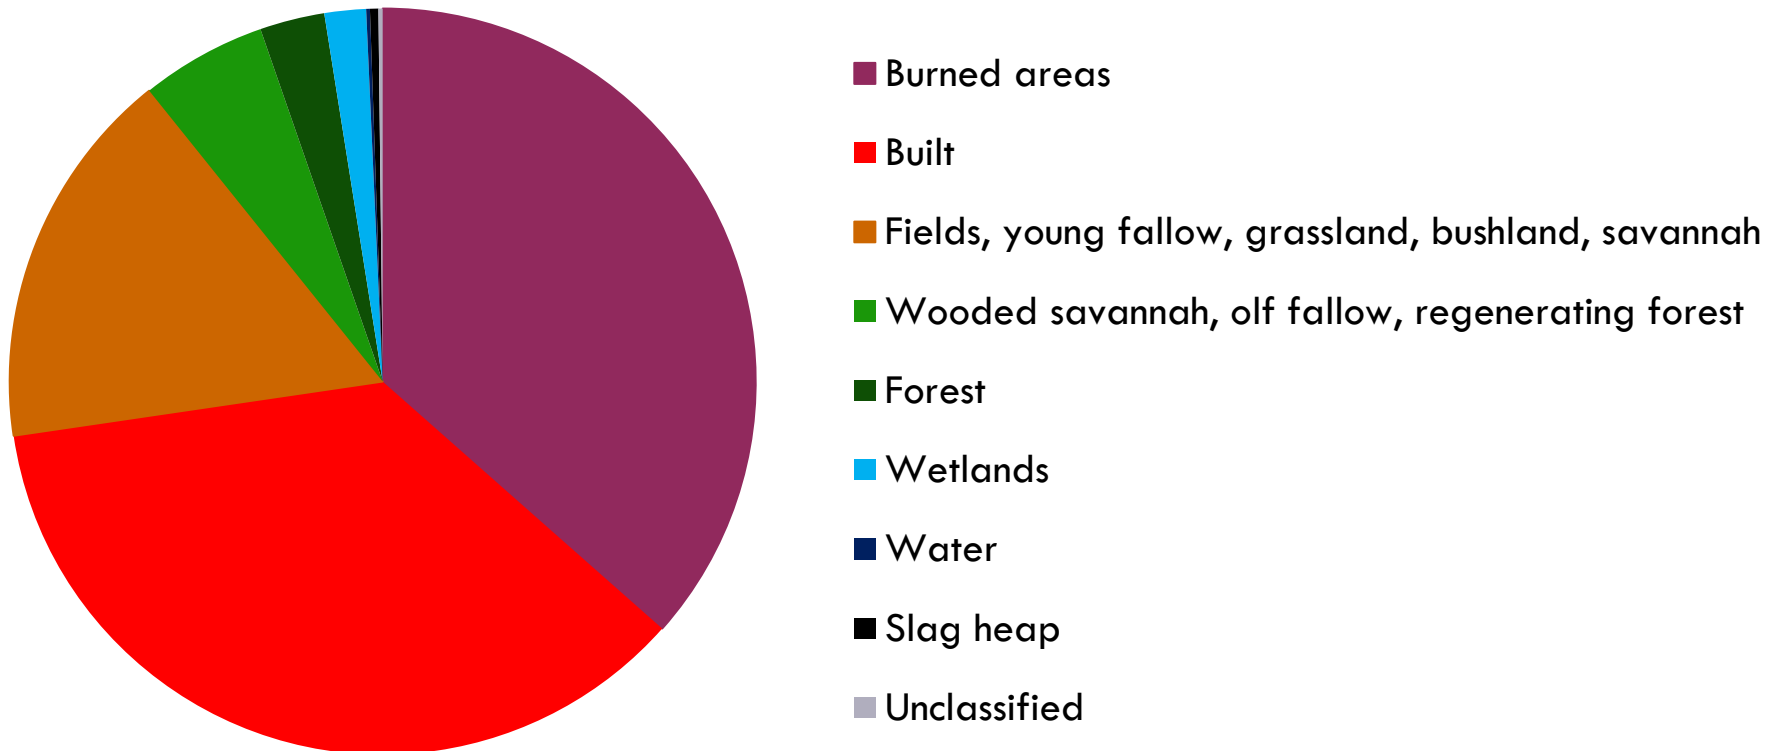 Burned areas
Built
Fields, young fallow, grassland, bushland, savannah
Wooded savannah, olf fallow, regenerating forest
Forest
Wetlands
Water
Slag heap
Unclassified